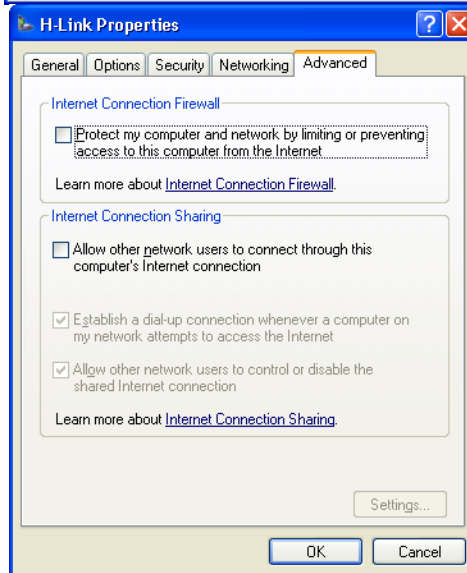 H-Link Properties
General Options Security Networking Advanced
Internet Connection Firewall
Protect my computer and network by limiting or preventing
access to this computer from the Internet
Learn more about Internet Connection Firewall.
Internet Connection Sharing
Allow other network users to connect through this
computer's Internet connection
Establish a dial-up connection whenever a computer on
my network attempts to access the Internet
Allow other network users to control or disable the
shared Internet connection
Learn more about Internet Connection Sharing.
Settings...
OK Cancel